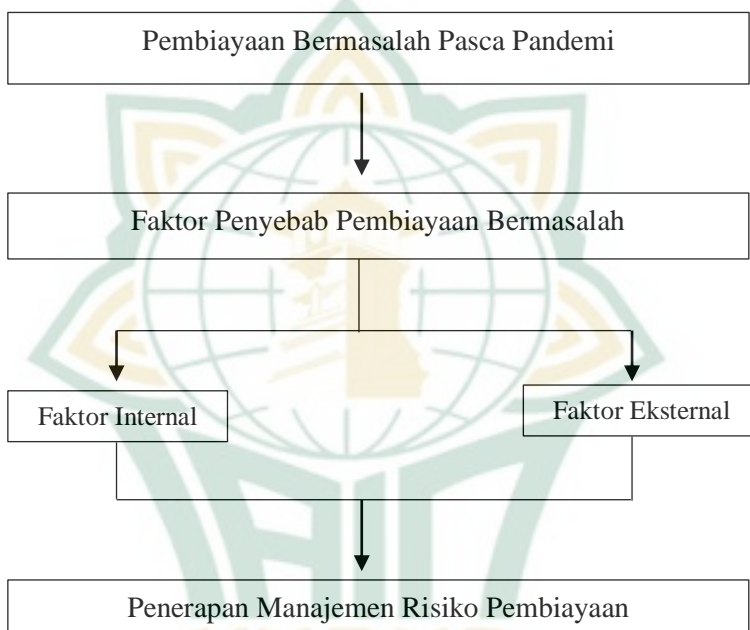 Pembiayaan Bermasalah Pasca Pandemi
Faktor Penyebab Pembiayaan Bermasalah
Faktor Internal
Faktor Eksternal
Penerapan Manajemen Risiko Pembiayaan